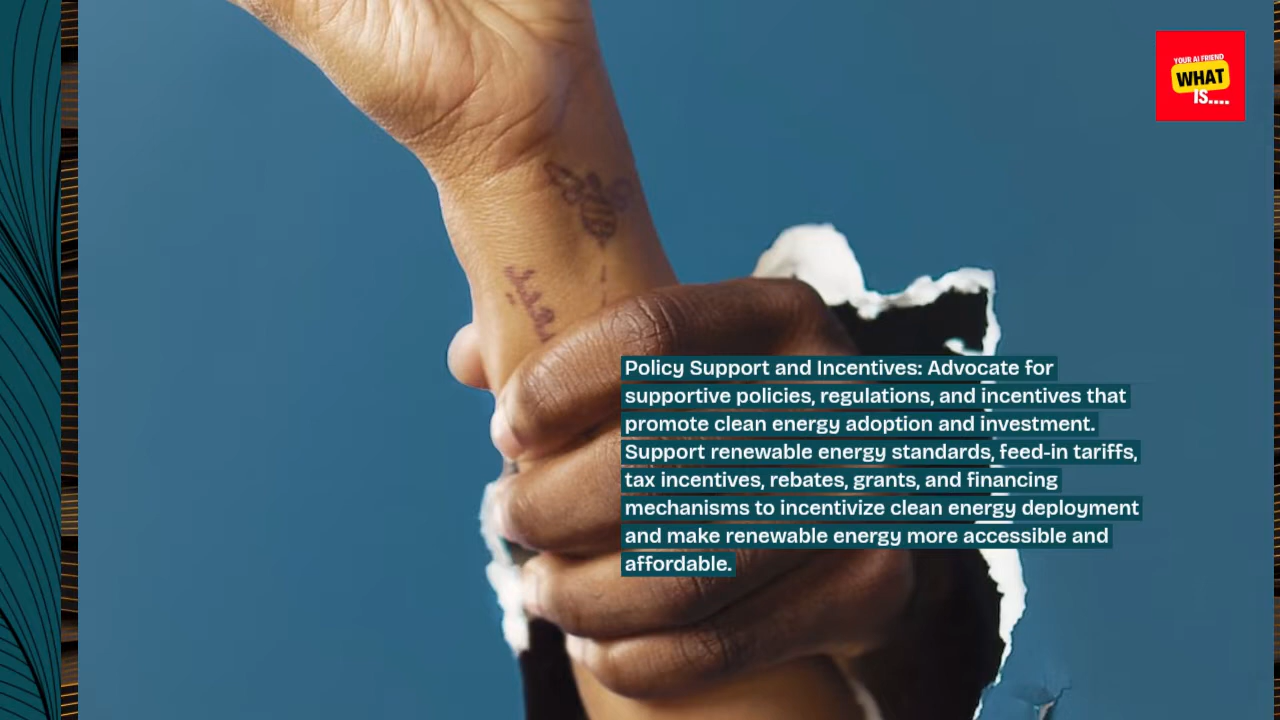 YOUR AI FRIEND
WHAT
IS....
Policy Support and Incentives: Advocate for
supportive policies, regulations, and incentives that
promote clean energy adoption and investment.
Support renewable energy standards, feed-in tariffs,
tax incentives, rebates, grants, and financing
mechanisms to incentivize clean energy deployment
and make renewable energy more accessible and
affordable.